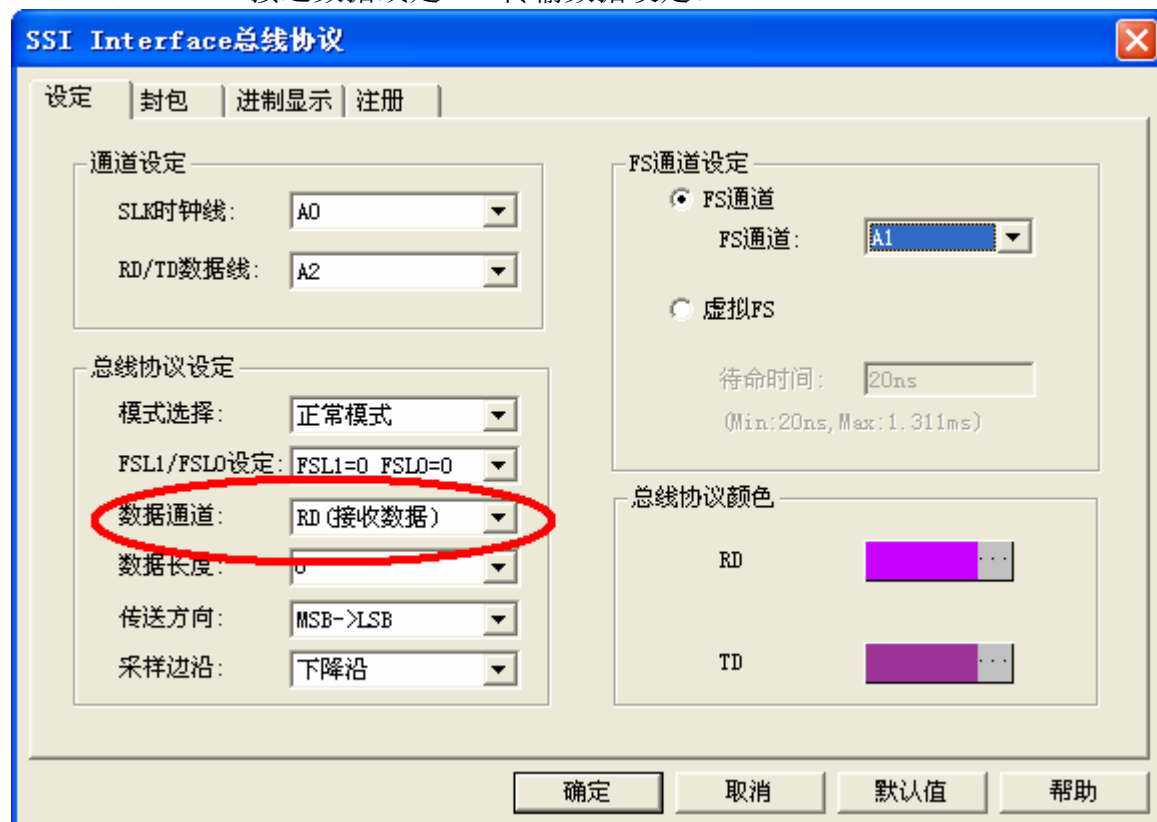 SSI Interface总线协议
设定 封包 进制显示 注册
通道设定
SLK时钟线: A0
RD/TD数据线: A2
总线协议设定
模式选择: 正常模式
FSL1/FSL0设定: FSL1=0 FSL0=0
数据通道: RD(接收数据)
数据长度:
传送方向: MSB->LSB
采样边沿: 下降沿
FS通道设定
FS通道
FS通道: A1
虚拟FS
待命时间: 20ns
(Min:20ns,Max:1.311ms)
总线协议颜色
RD ...
TD ...
确定 取消 默认值 帮助